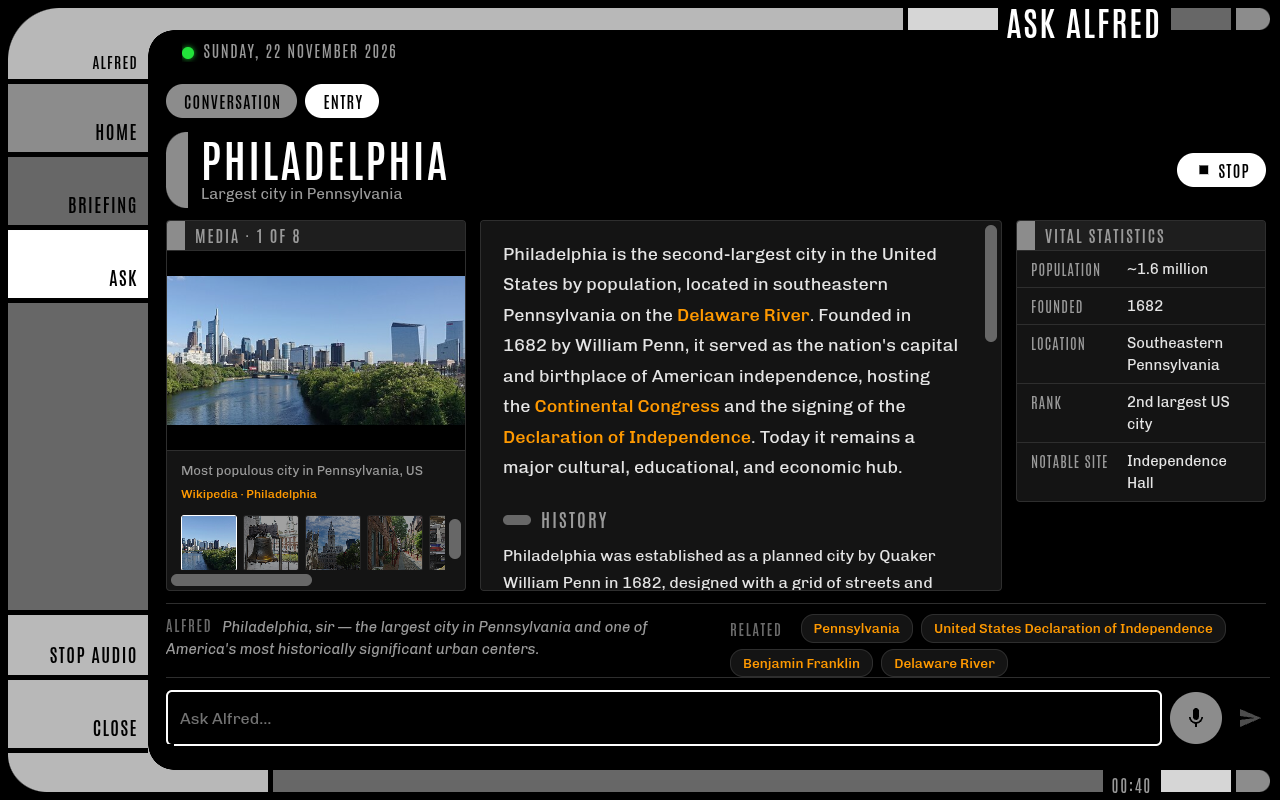 ASK ALFRED
ALFRED
HOME
BRIEFING
ASK
STOP AUDIO
CLOSE
SUNDAY, 22 NOVEMBER 2026
CONVERSATION
ENTRY
PHILADELPHIA
Largest city in Pennsylvania
STOP
MEDIA · 1 OF 8
Most populous city in Pennsylvania, US
Wikipedia · Philadelphia
Philadelphia is the second-largest city in the United
States by population, located in southeastern
Pennsylvania on the Delaware River. Founded in
1682 by William Penn, it served as the nation's capital
and birthplace of American independence, hosting
the Continental Congress and the signing of the
Declaration of Independence. Today it remains a
major cultural, educational, and economic hub.
HISTORY
Philadelphia was established as a planned city by Quaker
William Penn in 1682, designed with a grid of streets and
VITAL STATISTICS
POPULATION ~1.6 million
FOUNDED 1682
LOCATION Southeastern
Pennsylvania
RANK 2nd largest US
city
NOTABLE SITE Independence
Hall
ALFRED Philadelphia, sir — the largest city in Pennsylvania and one of
America's most historically significant urban centers.
RELATED Pennsylvania United States Declaration of Independence
Benjamin Franklin Delaware River
Ask Alfred...
00:40